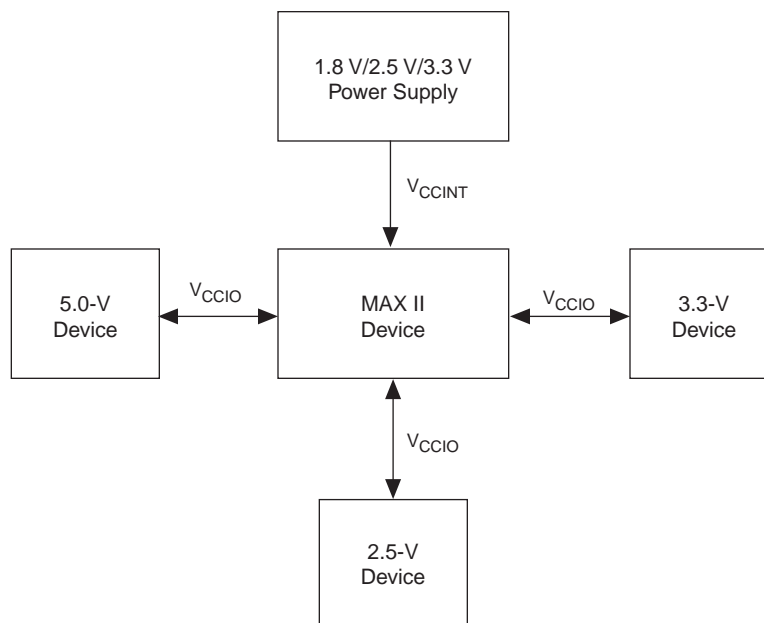 1.8 V/2.5 V/3.3 V
Power Supply
VCCINT
5.0-V
Device
VCCIO
MAX II
Device
VCCIO
3.3-V
Device
VCCIO
2.5-V
Device